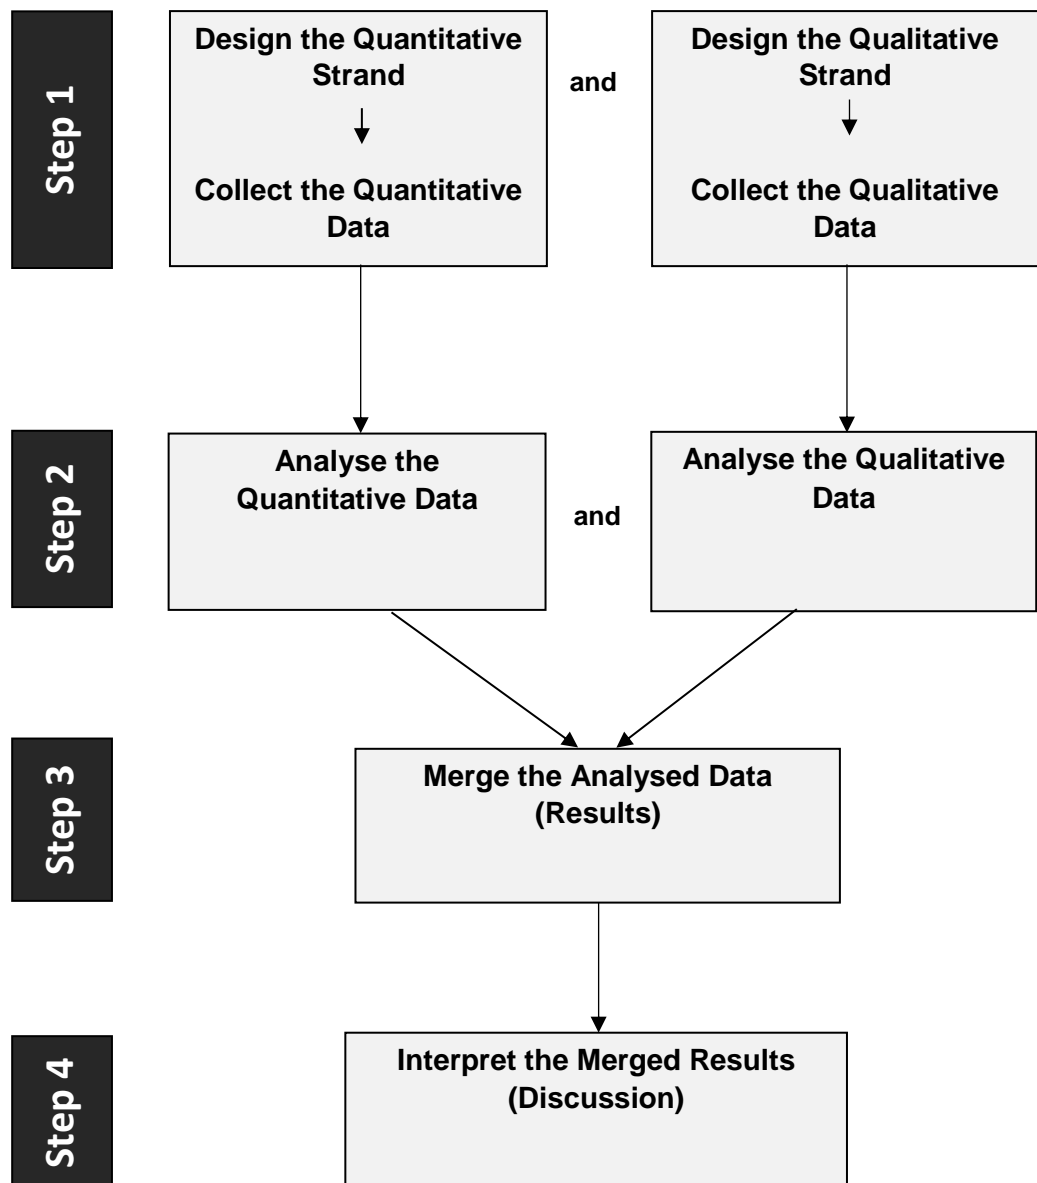 Step 1
Design the Quantitative
Strand
Collect the Quantitative
Data
and
Design the Qualitative
Strand
Collect the Qualitative
Data
Step 2
Analyse the
Quantitative Data
and
Analyse the Qualitative
Data
Step 3
Merge the Analysed Data
(Results)
Step 4
Interpret the Merged Results
(Discussion)